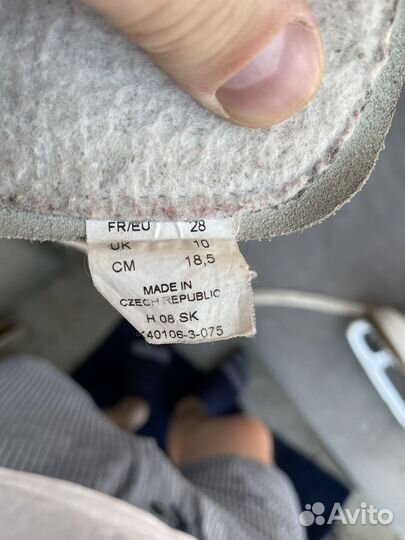 FR/EU 28
UK 10
CM 18,5
MADE IN
CZECH REPUBLIC
H 08 SK
40106-3-075
Avito